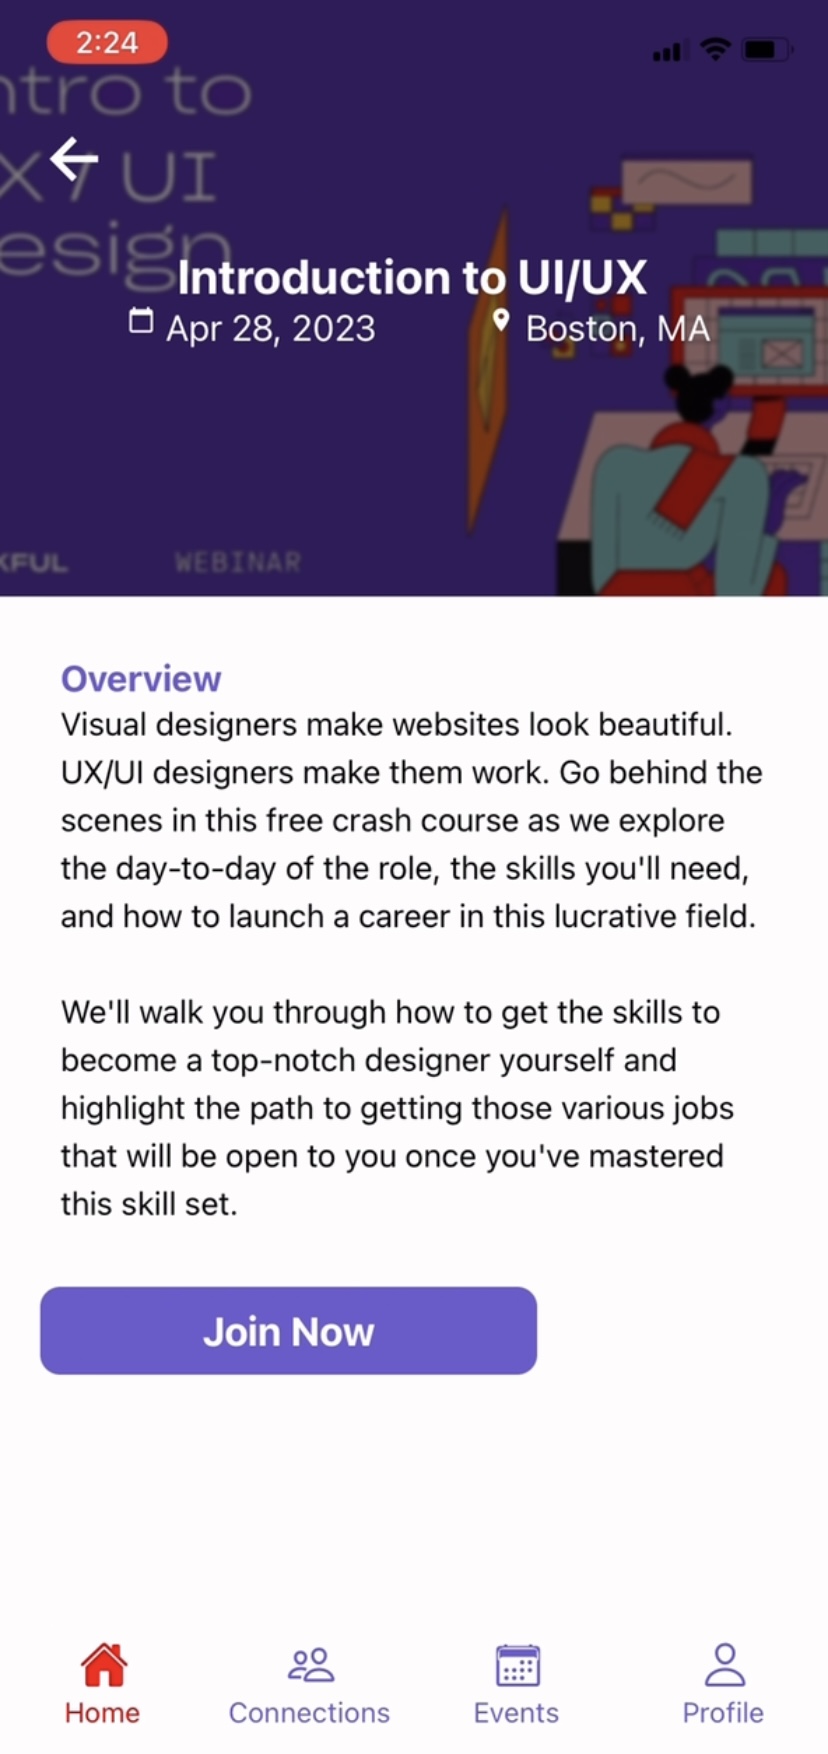 2:24
ntro to
X / UI
esign
Introduction to UI/UX
Apr 28, 2023
Boston, MA
KFUL
WEBINAR
Overview
Visual designers make websites look beautiful.
UX/UI designers make them work. Go behind the
scenes in this free crash course as we explore
the day-to-day of the role, the skills you'll need,
and how to launch a career in this lucrative field.
We'll walk you through how to get the skills to
become a top-notch designer yourself and
highlight the path to getting those various jobs
that will be open to you once you've mastered
this skill set.
Join Now
Home
Connections
Events
Profile